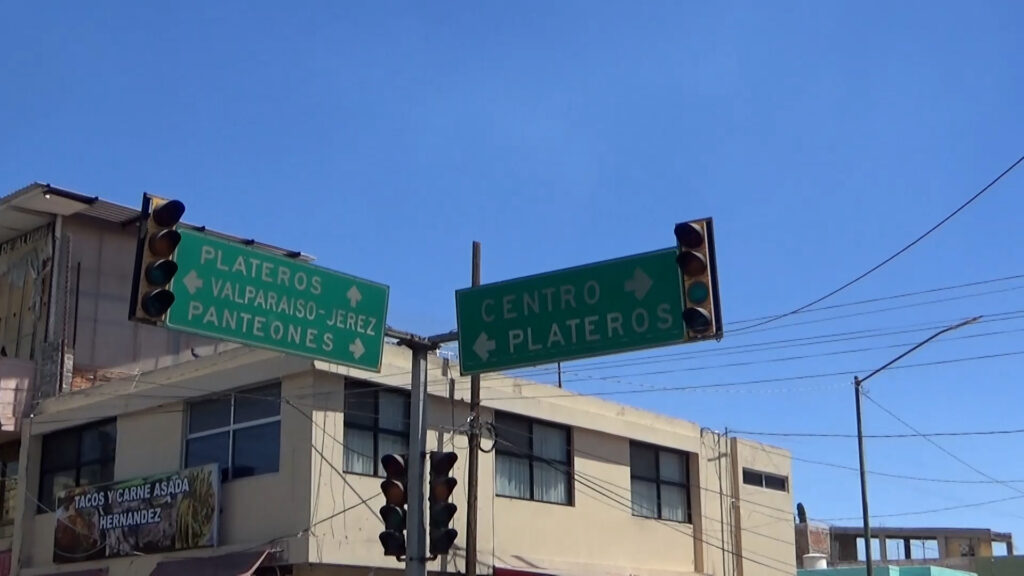 PLATEROS
VALPARAISO-JEREZ
PANTEONES
CENTRO
PLATEROS
TACOS Y CARNE ASADA
HERNANDEZ